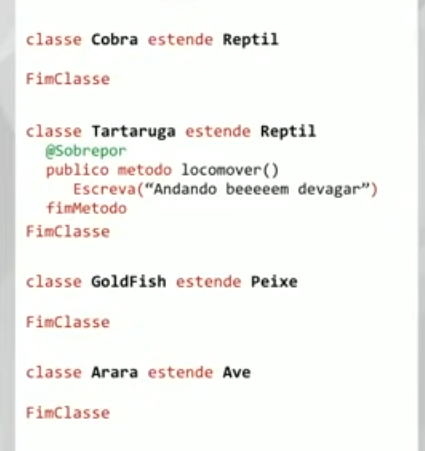 classe Cobra estende Reptil
FimClasse
classe Tartaruga estende Reptil
@Sobrepor
publico metodo locomover()
Escreva(“Andando beeeeem devagar”)
fimMetodo
FimClasse
classe GoldFish estende Peixe
FimClasse
classe Arara estende Ave
FimClasse